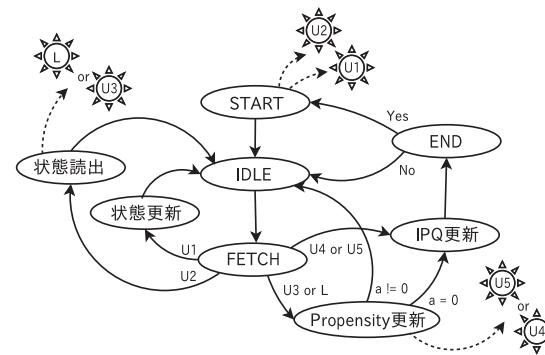 U2
U1
L
or
U3
START
Yes
END
No
状態読出
IDLE
状態更新
U1
U2
FETCH
U4 or U5
IPQ更新
U3 or L
a != 0
a = 0
Propensity更新
U5
or
U4